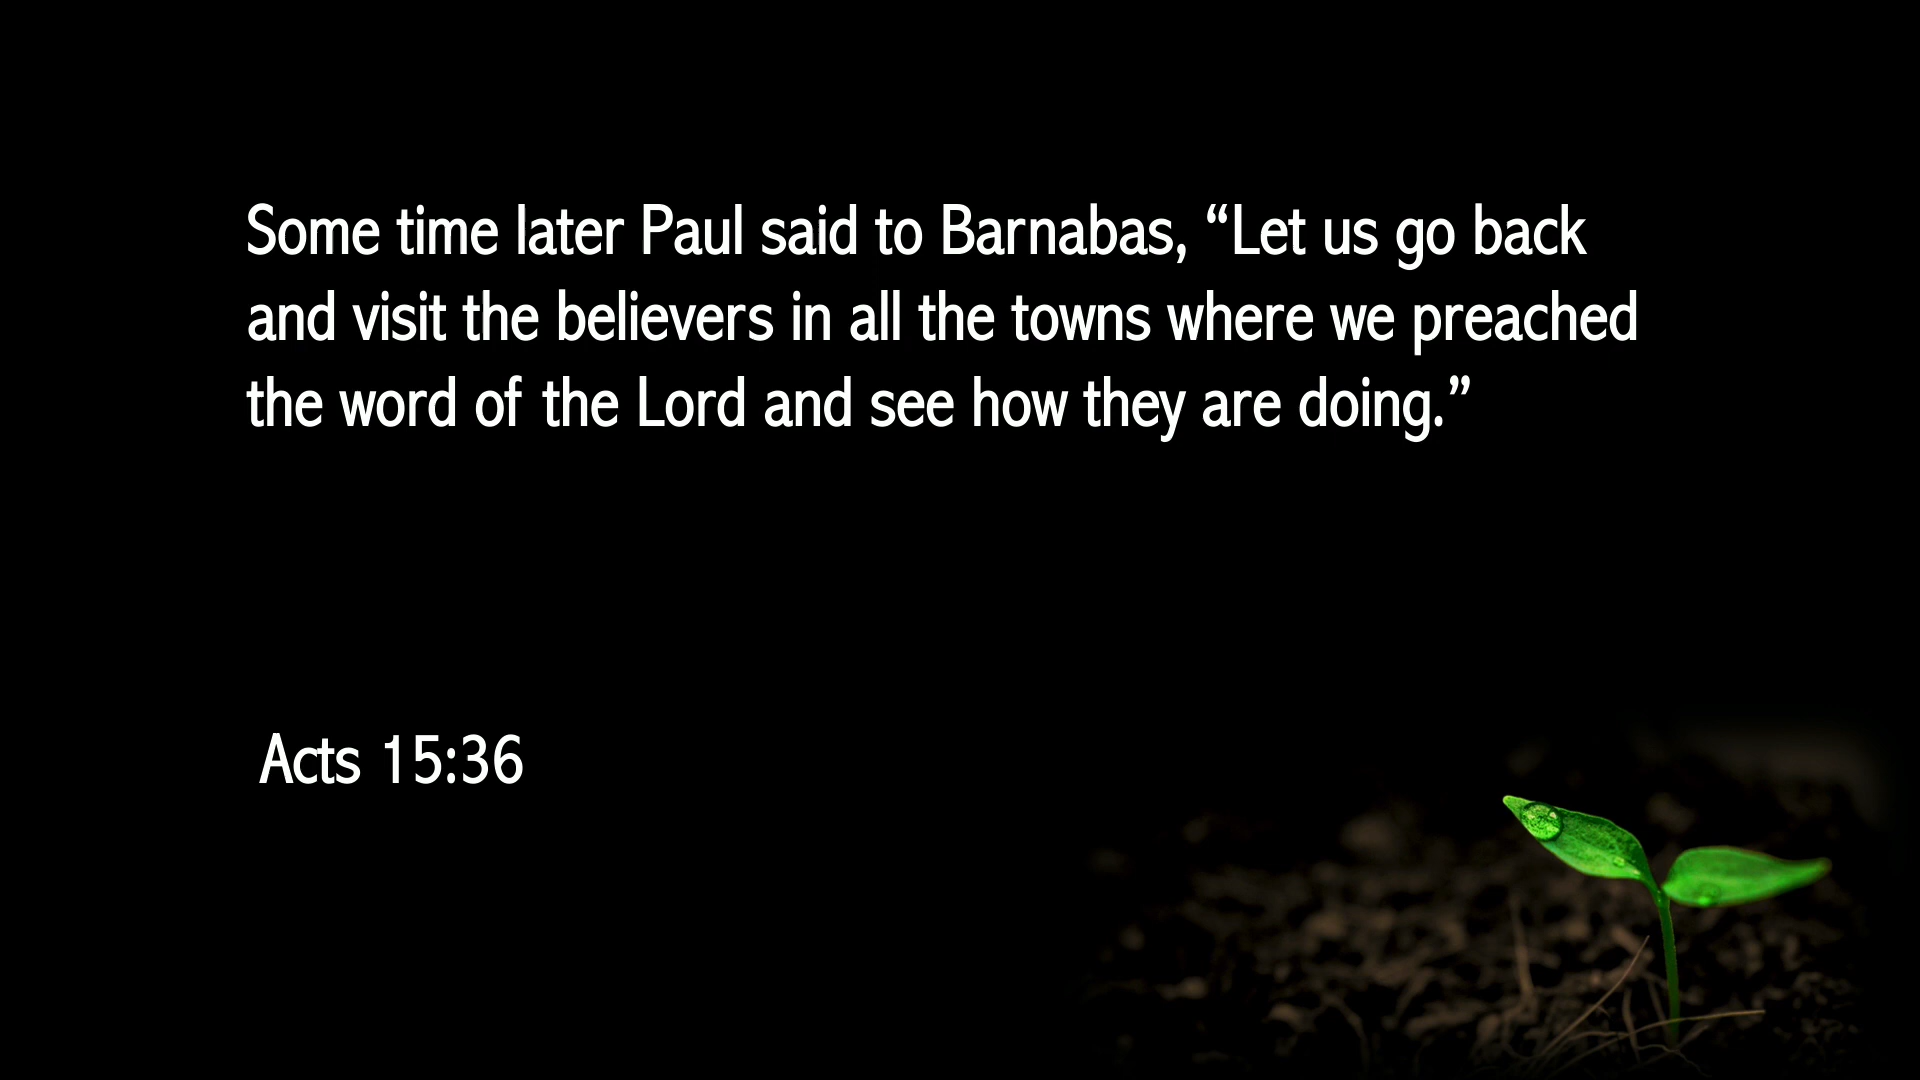 Some time later Paul said to Barnabas, “Let us go back
and visit the believers in all the towns where we preached
the word of the Lord and see how they are doing.”
Acts 15:36